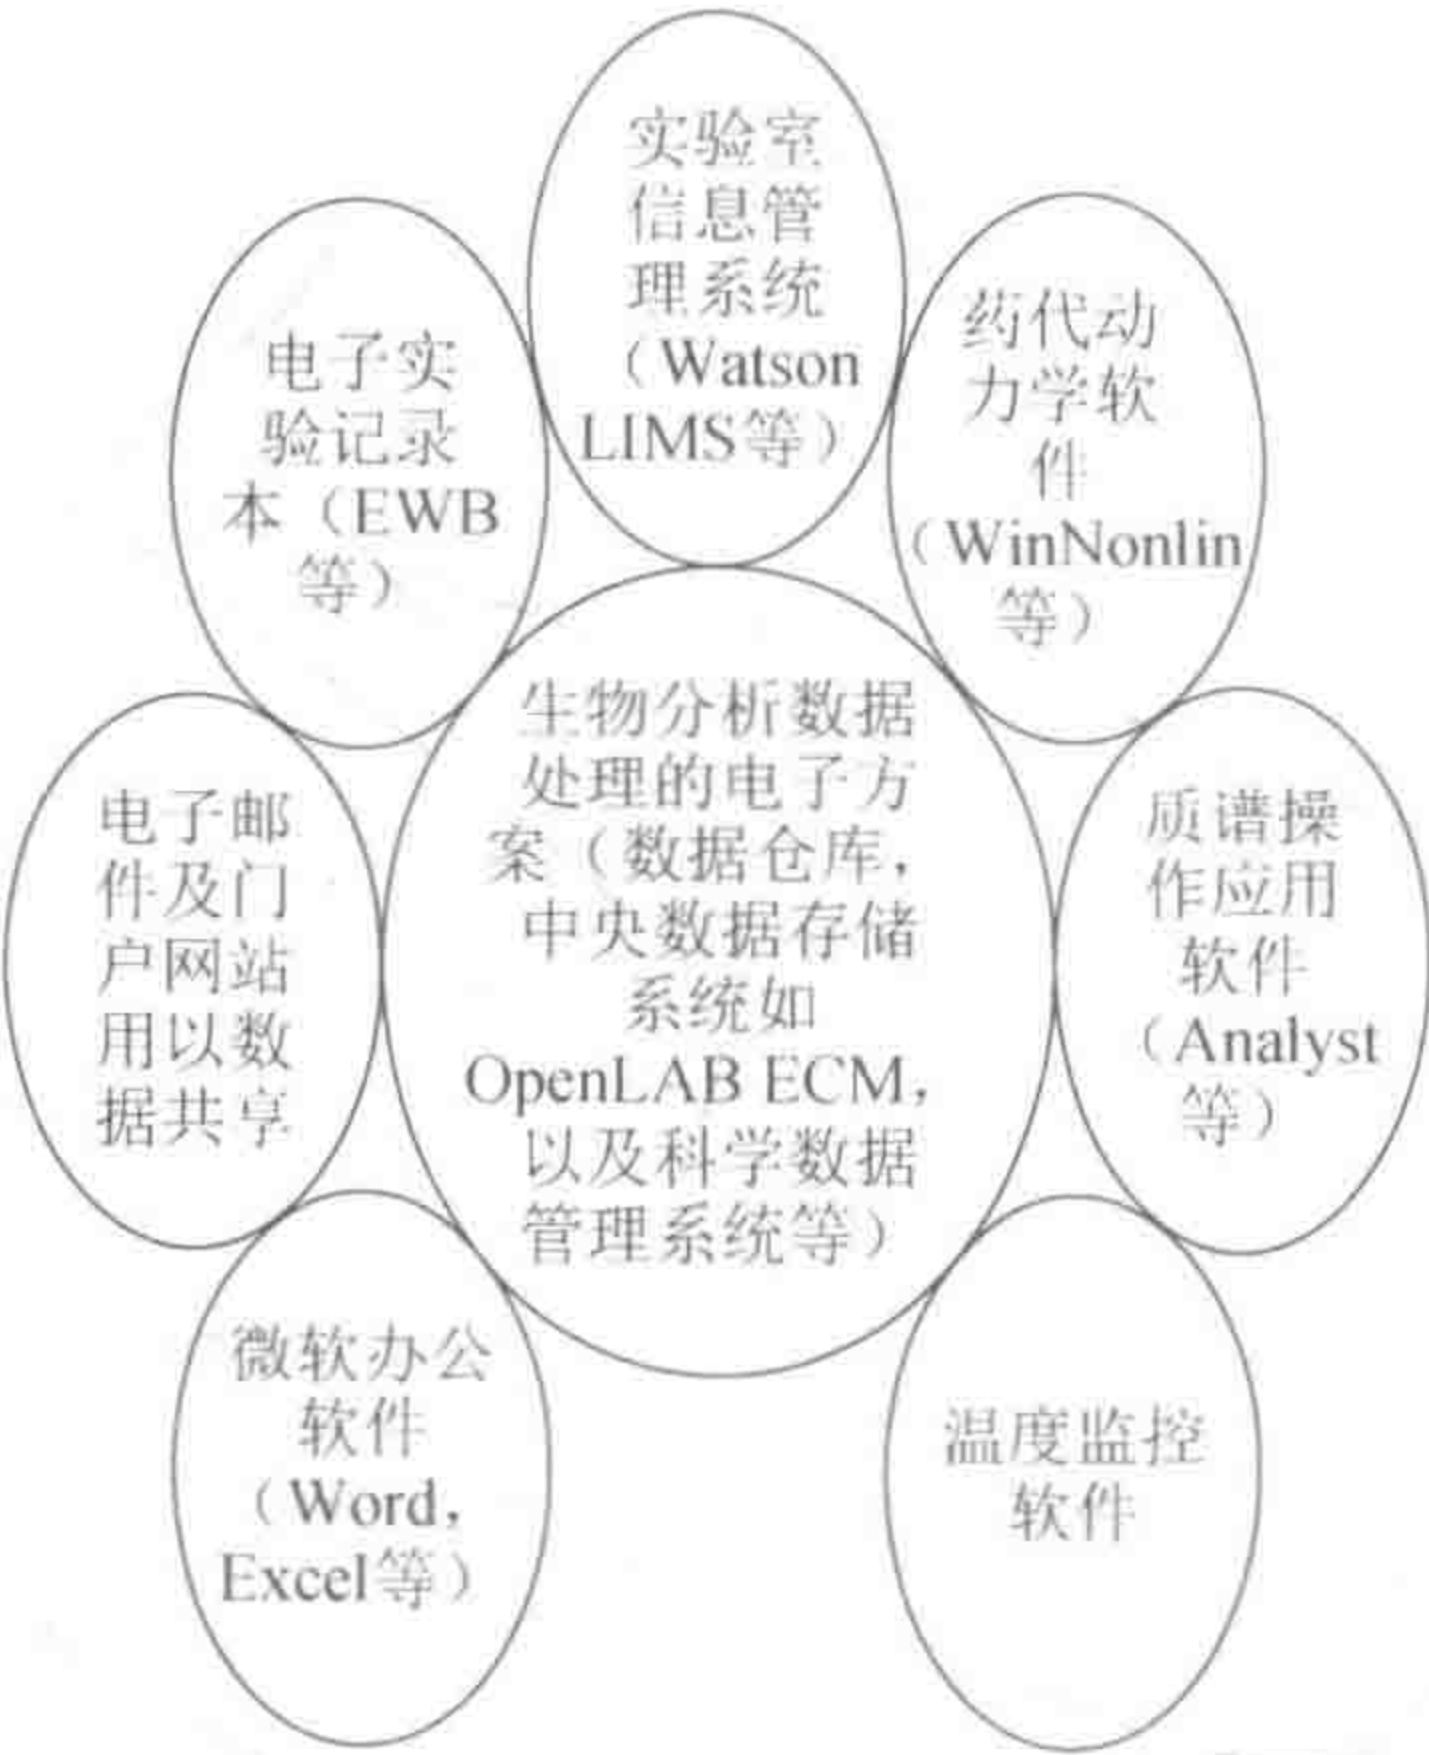 实验室
信息管
理系统
（Watson
LIMS等）
电子实
验记录
本（EWB
等）
药代动
力学软
件
（WinNonlin
等）
生物分析数据
处理的电子方
案（数据仓库，
中央数据存储
系统如
OpenLAB ECM，
以及科学数据
管理系统等）
电子邮
件及门
户网站
用以数
据共享
质谱操
作应用
软件
（Analyst
等）
微软办公
软件
（Word，
Excel等）
温度监控
软件